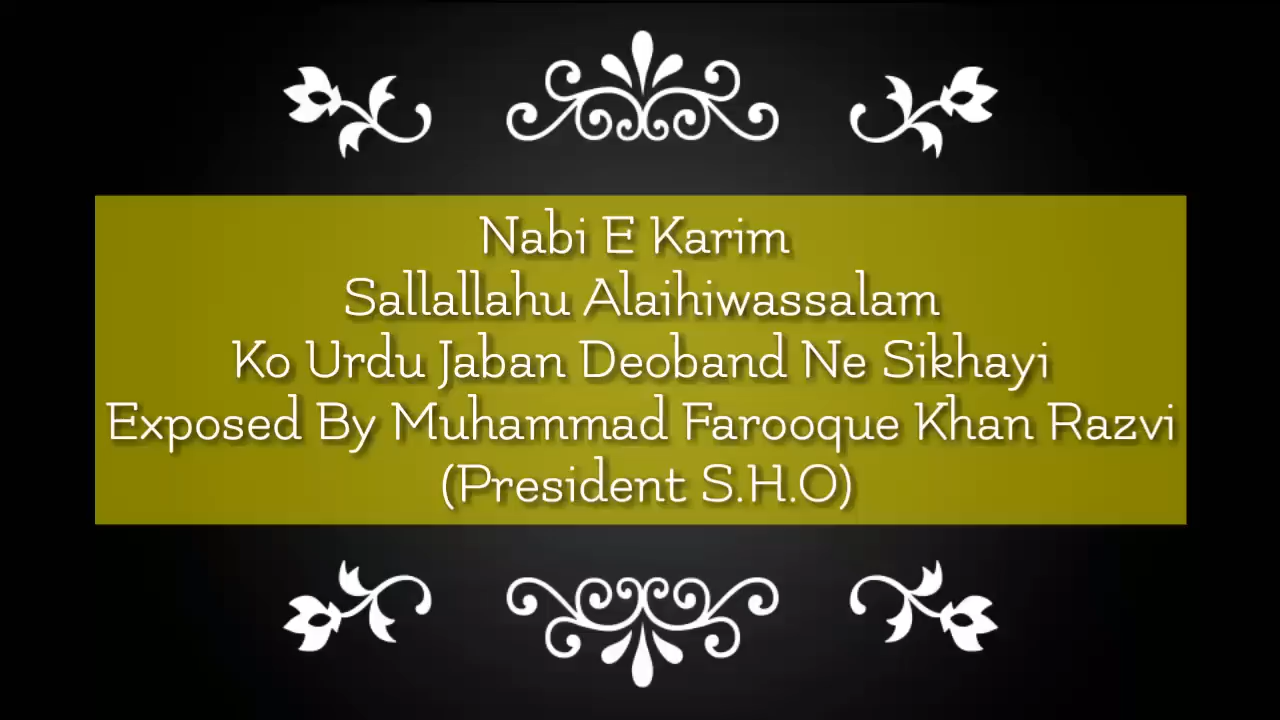 Nabi E Karim
Sallallahu Alaihiwassalam
Ko Urdu Jaban Deoband Ne Sikhayi
Exposed By Muhammad Farooque Khan Razvi
(President S.H.O)